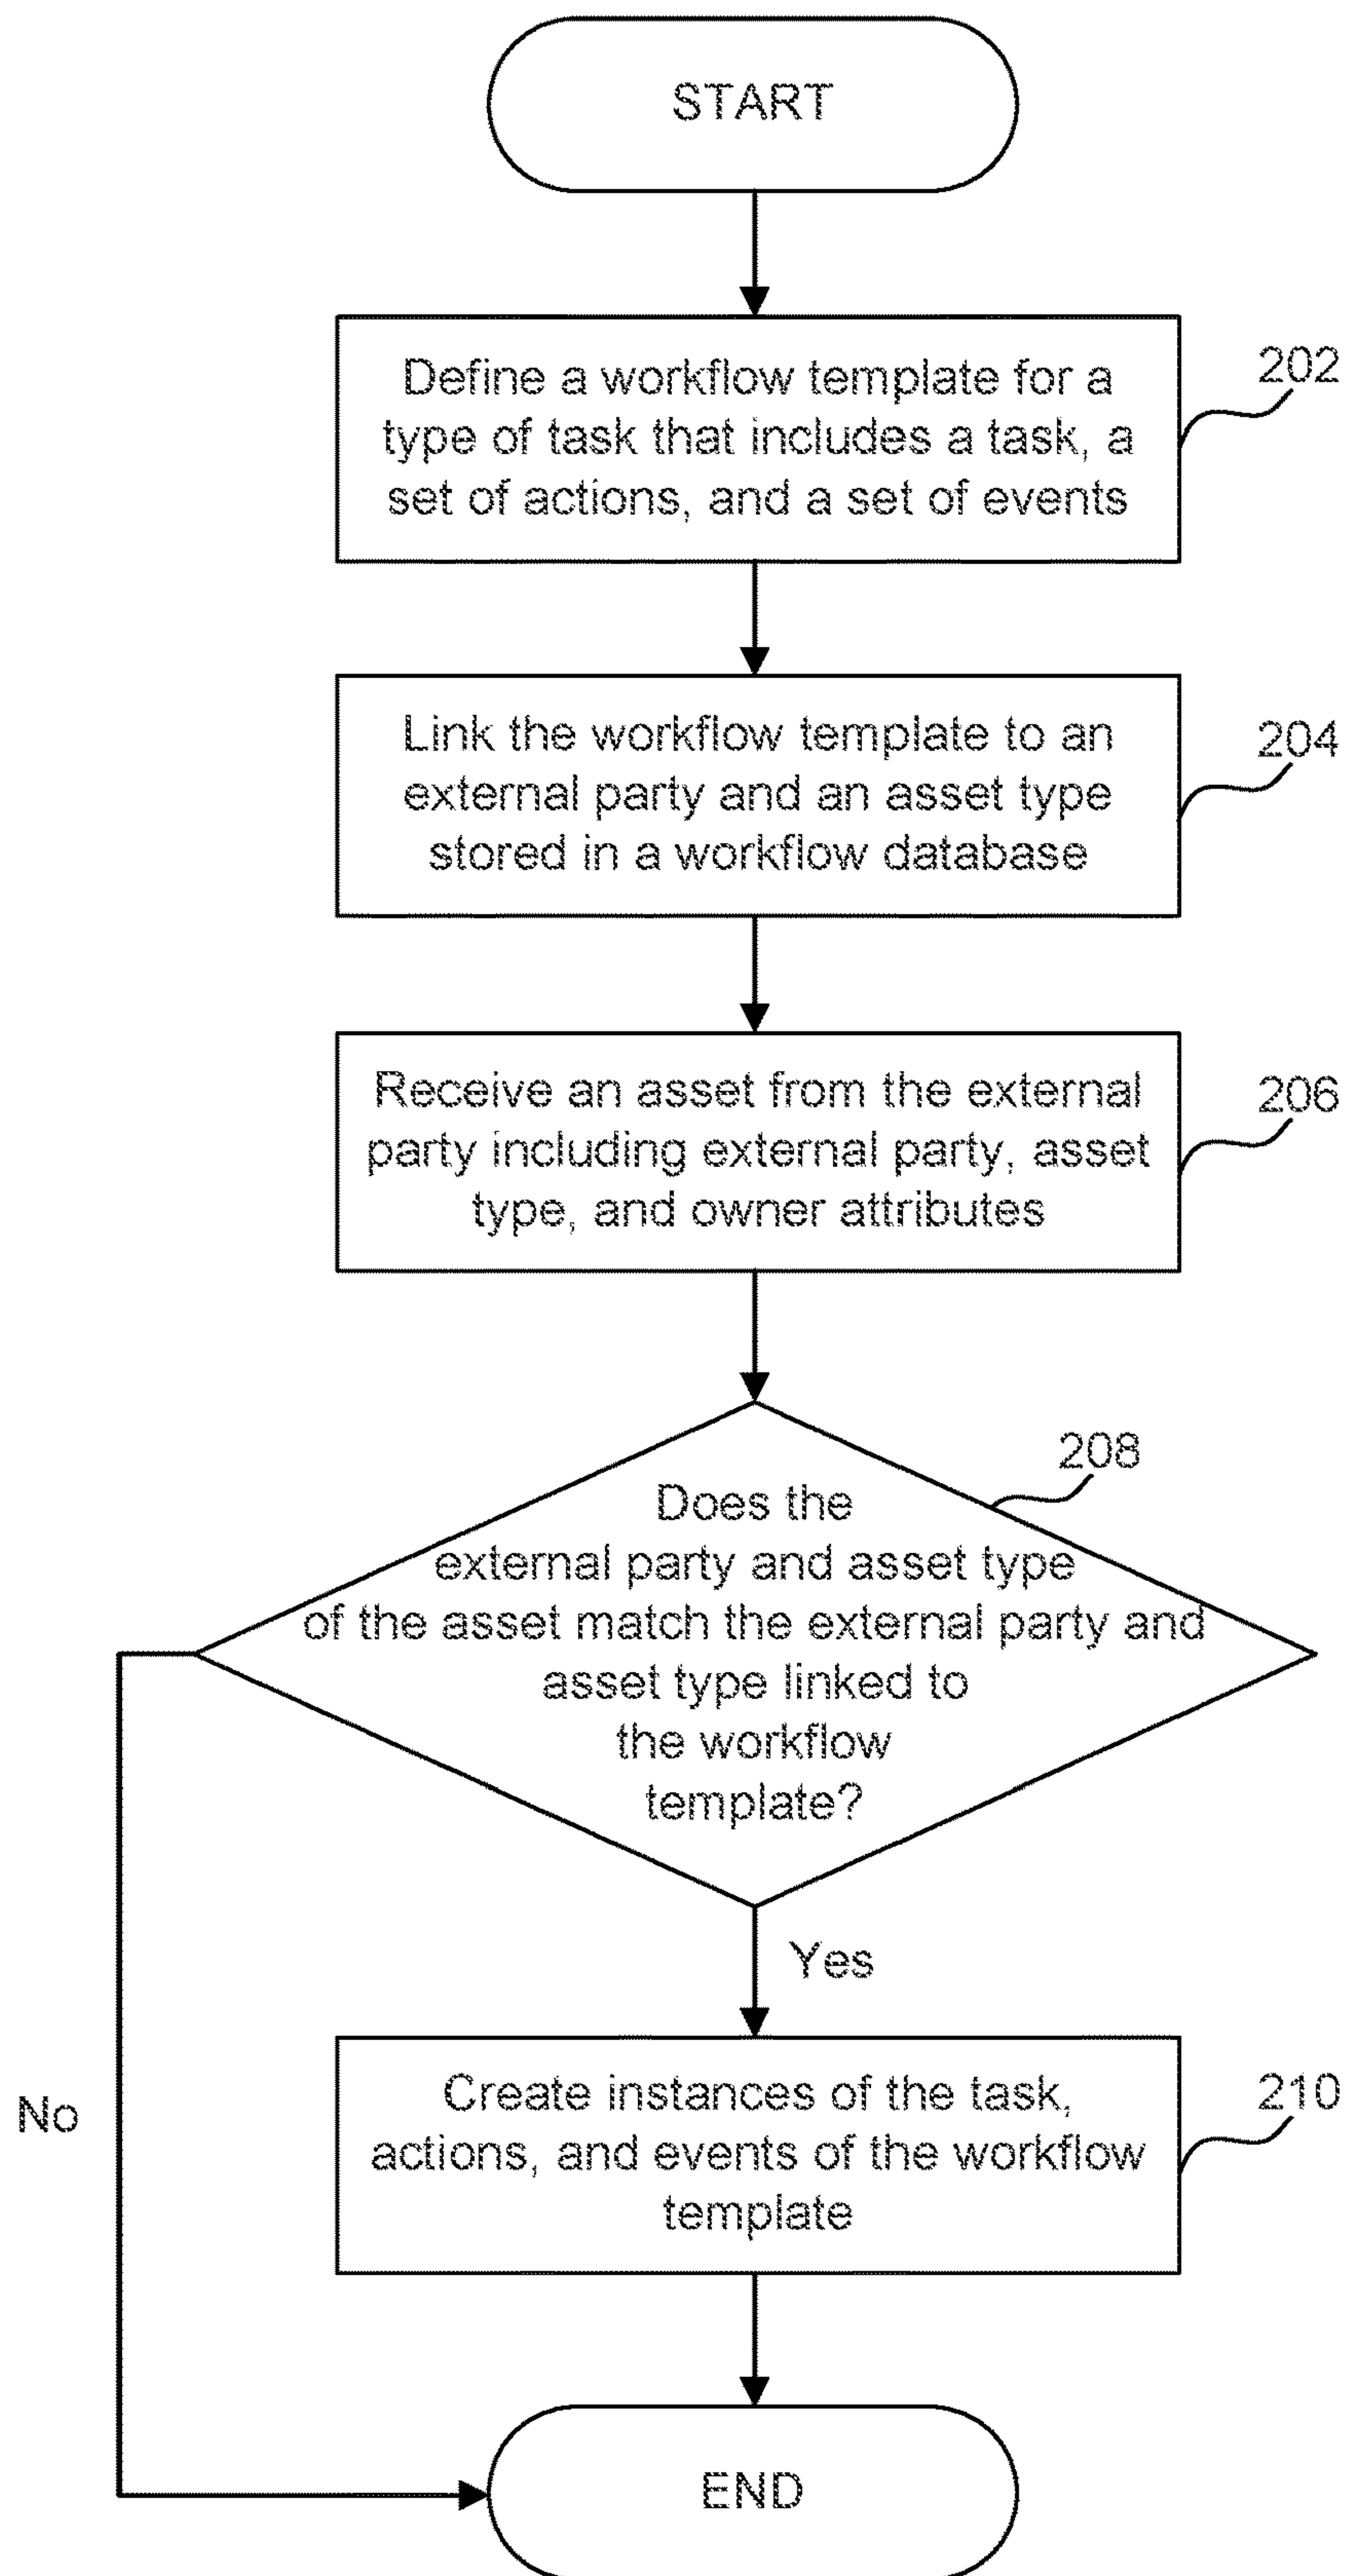 START
Define a workflow template for a
type of task that includes a task, a
set of actions, and a set of events
202
Link the workflow template to an
external party and an asset type
stored in a workflow database
204
Receive an asset from the external
party including external party, asset
type, and owner attributes
206
208
Does the
external party and asset type
of the asset match the external party and
asset type linked to
the workflow
template?
Yes
No
Create instances of the task,
actions, and events of the workflow
template
210
END